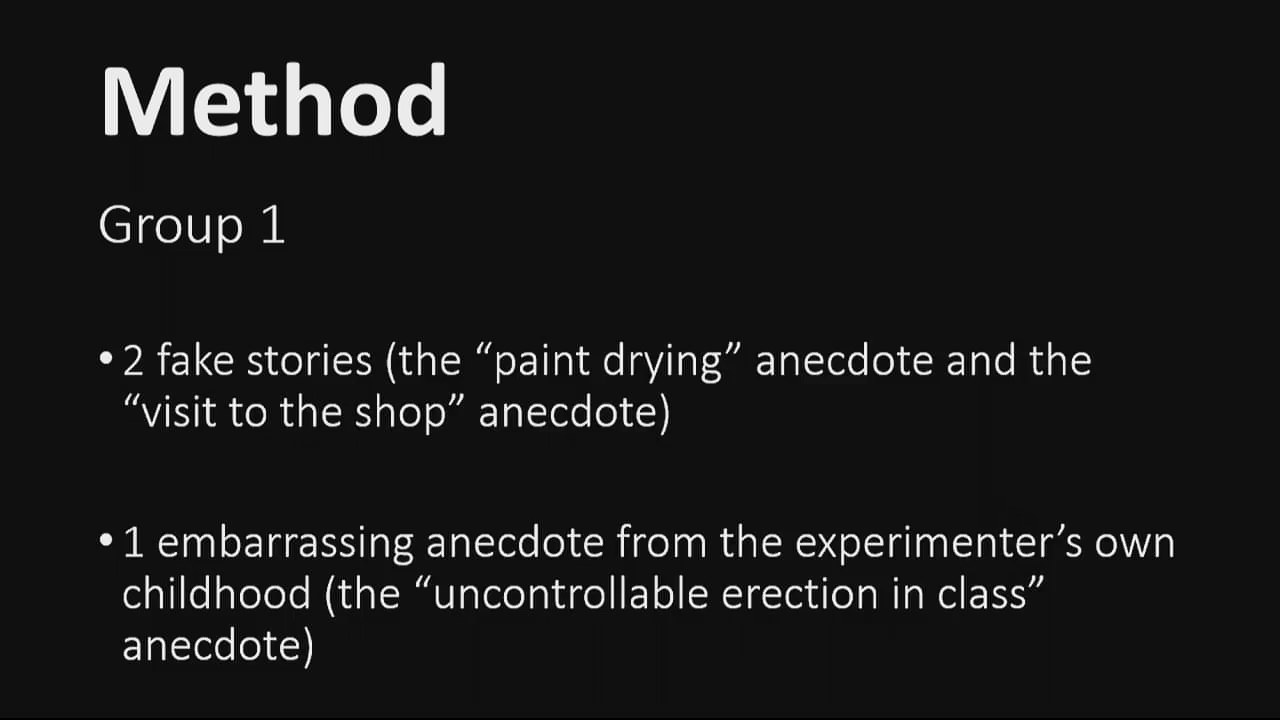 Method
Group 1
• 2 fake stories (the “paint drying” anecdote and the
“visit to the shop” anecdote)
• 1 embarrassing anecdote from the experimenter’s own
childhood (the “uncontrollable erection in class”
anecdote)